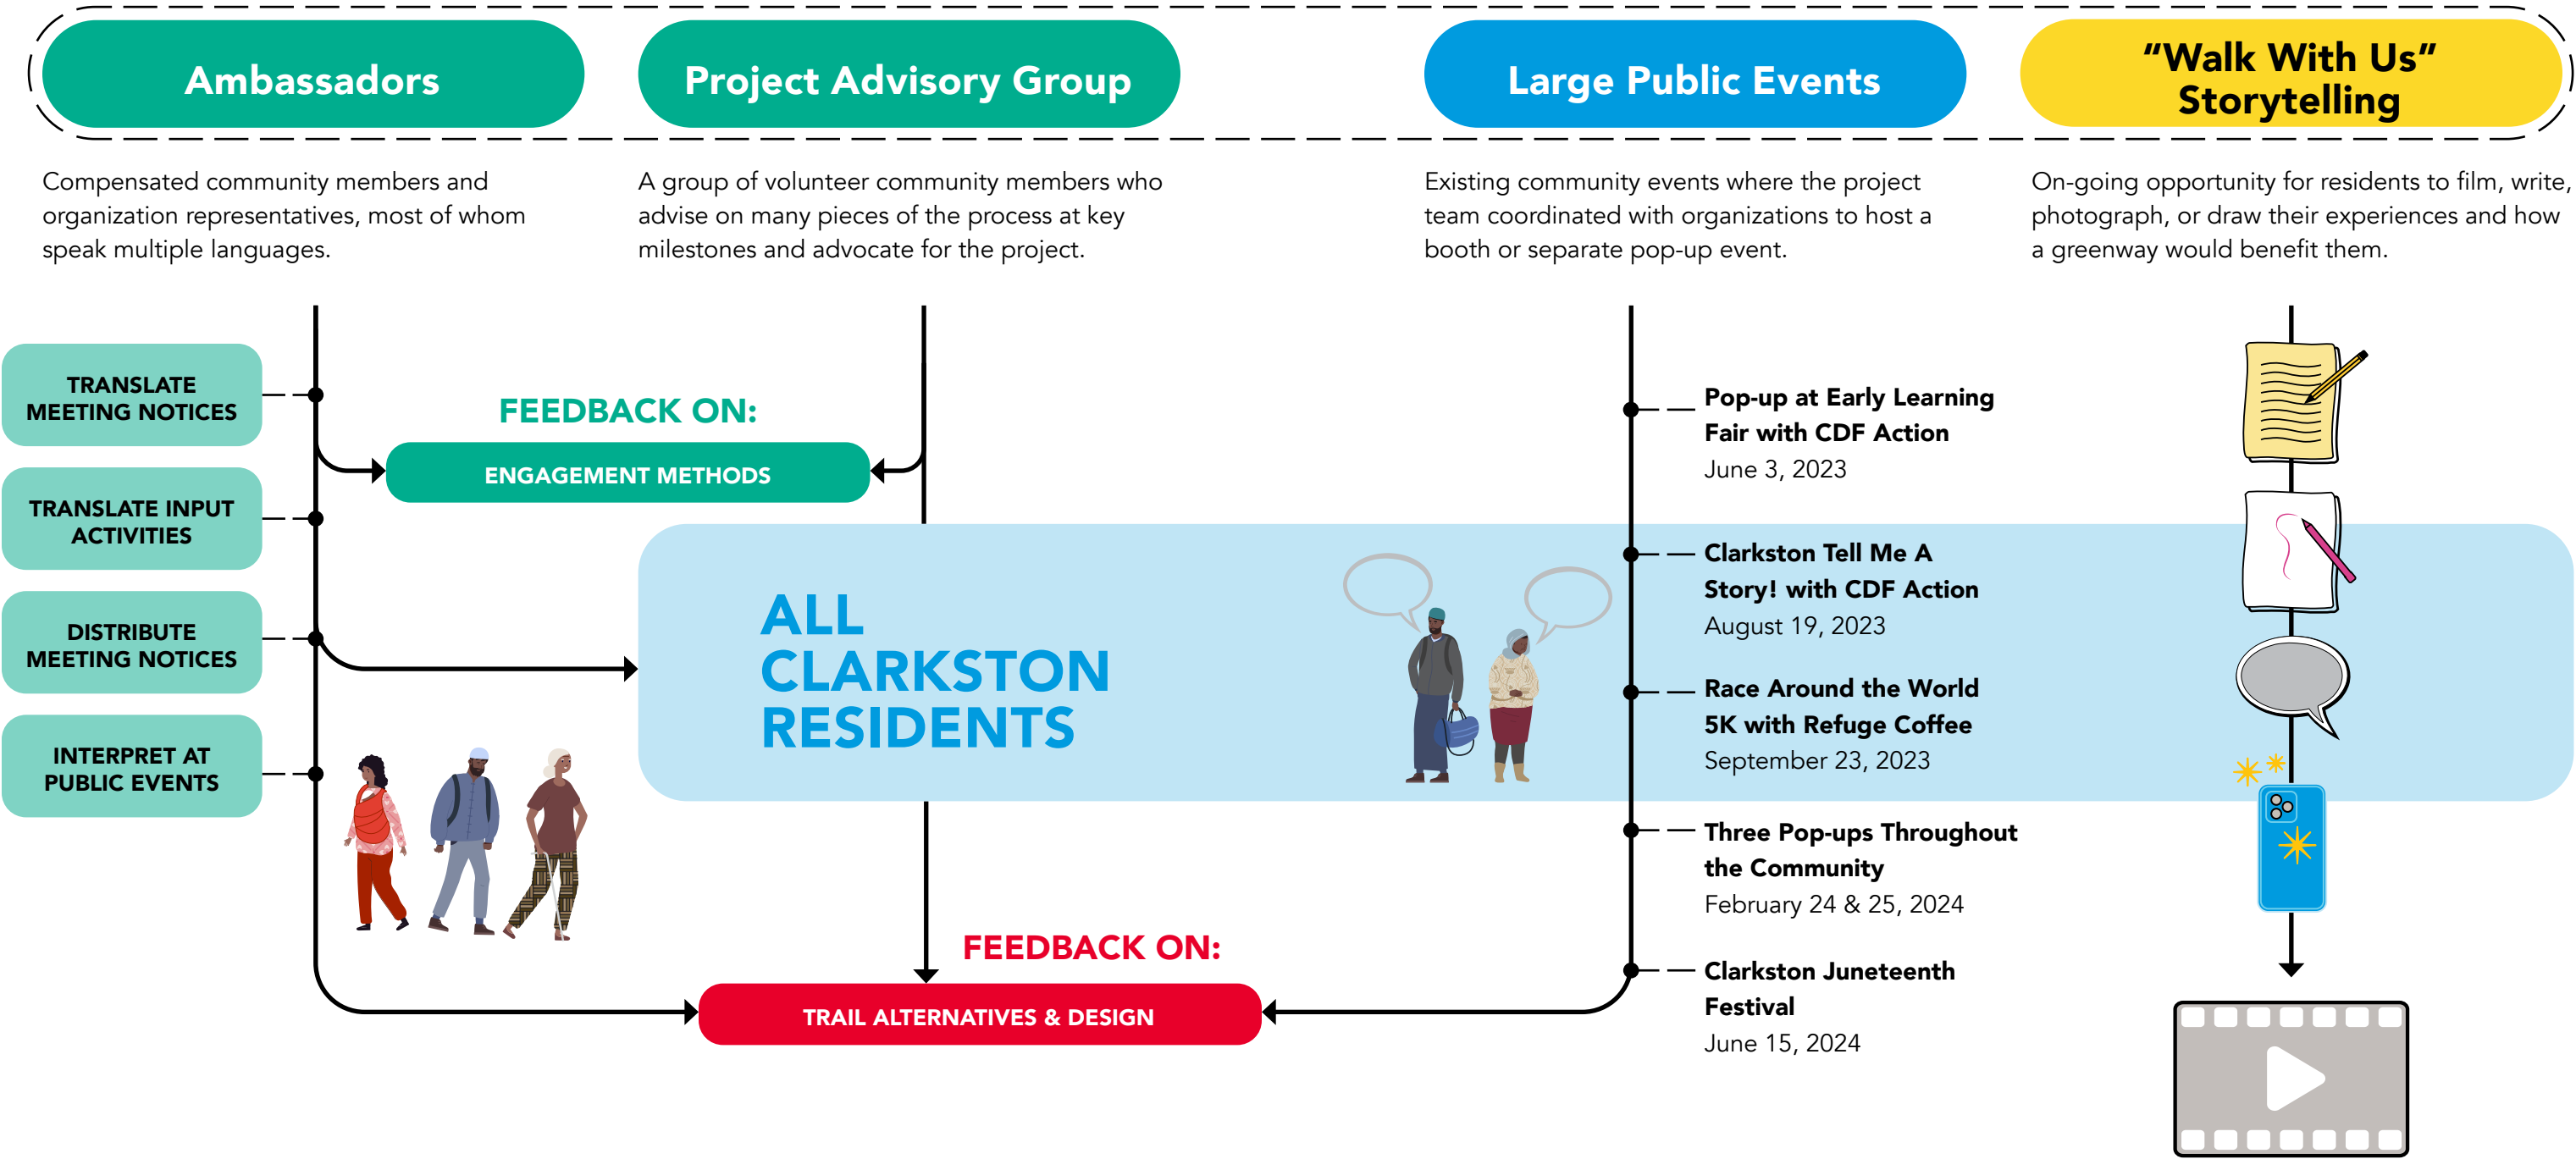 Ambassadors
Project Advisory Group
Large Public Events
“Walk With Us”
Storytelling
Compensated community members and
organization representatives, most of whom
speak multiple languages.
A group of volunteer community members who
advise on many pieces of the process at key
milestones and advocate for the project.
Existing community events where the project
team coordinated with organizations to host a
booth or separate pop-up event.
On-going opportunity for residents to film, write,
photograph, or draw their experiences and how
a greenway would benefit them.
TRANSLATE
MEETING NOTICES
TRANSLATE INPUT
ACTIVITIES
DISTRIBUTE
MEETING NOTICES
INTERPRET AT
PUBLIC EVENTS
FEEDBACK ON:
ENGAGEMENT METHODS
ALL
CLARKSTON
RESIDENTS
FEEDBACK ON:
TRAIL ALTERNATIVES & DESIGN
Pop-up at Early Learning
Fair with CDF Action
June 3, 2023
Clarkston Tell Me A
Story! with CDF Action
August 19, 2023
Race Around the World
5K with Refuge Coffee
September 23, 2023
Three Pop-ups Throughout
the Community
February 24 & 25, 2024
Clarkston Juneteenth
Festival
June 15, 2024